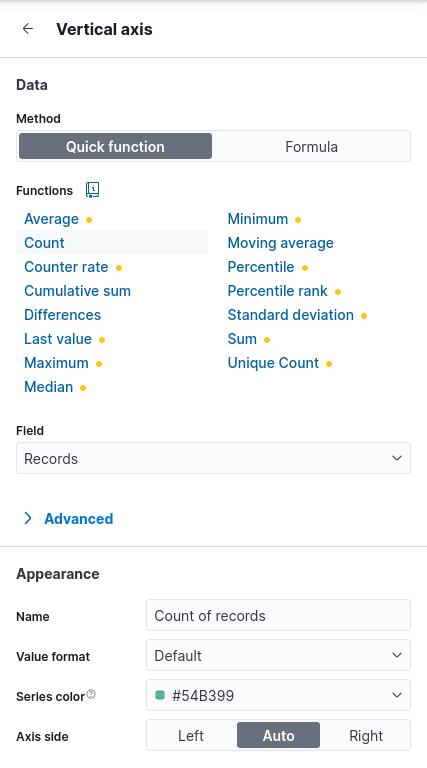 Vertical axis
Data
Method
Quick function
Formula
Functions
Average
Minimum
Count
Moving average
Counter rate
Percentile
Cumulative sum
Percentile rank
Differences
Standard deviation
Last value
Sum
Maximum
Unique Count
Median
Field
Records
Advanced
Appearance
Name
Count of records
Value format
Default
Series color
#54B399
Axis side
Left
Auto
Right